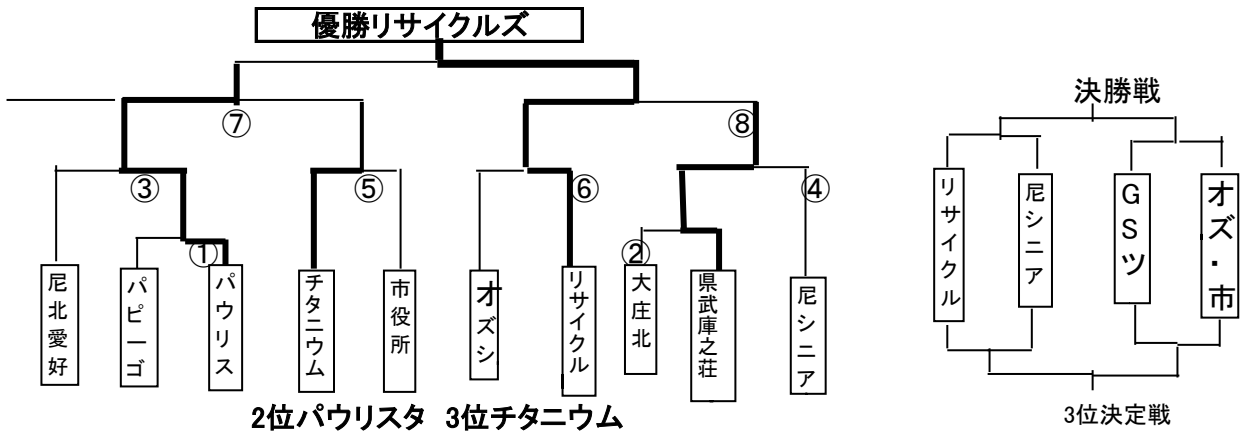 優勝リサイクルズ
決勝戦
⑦
⑧
③
⑤
⑥
④
①
②
尼北愛好
パピーゴ
パウリス
チタニウム
市役所
オズシ
リサイクル
大庄北
県武庫之荘
尼シニア
リサイクル
尼シニア
GSツ
オズ・市
2位パウリスタ 3位チタニウム
3位決定戦